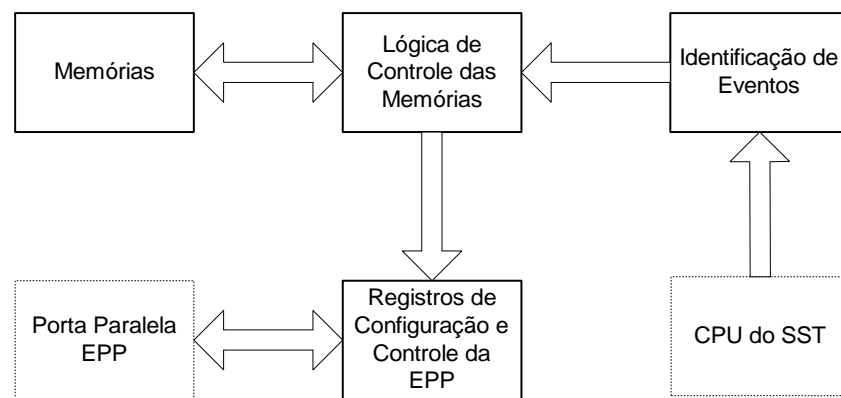 Memórias
Lógica de
Controle das
Memórias
Identificação de
Eventos
Porta Paralela
EPP
Registros de
Configuração e
Controle da
EPP
CPU do SST